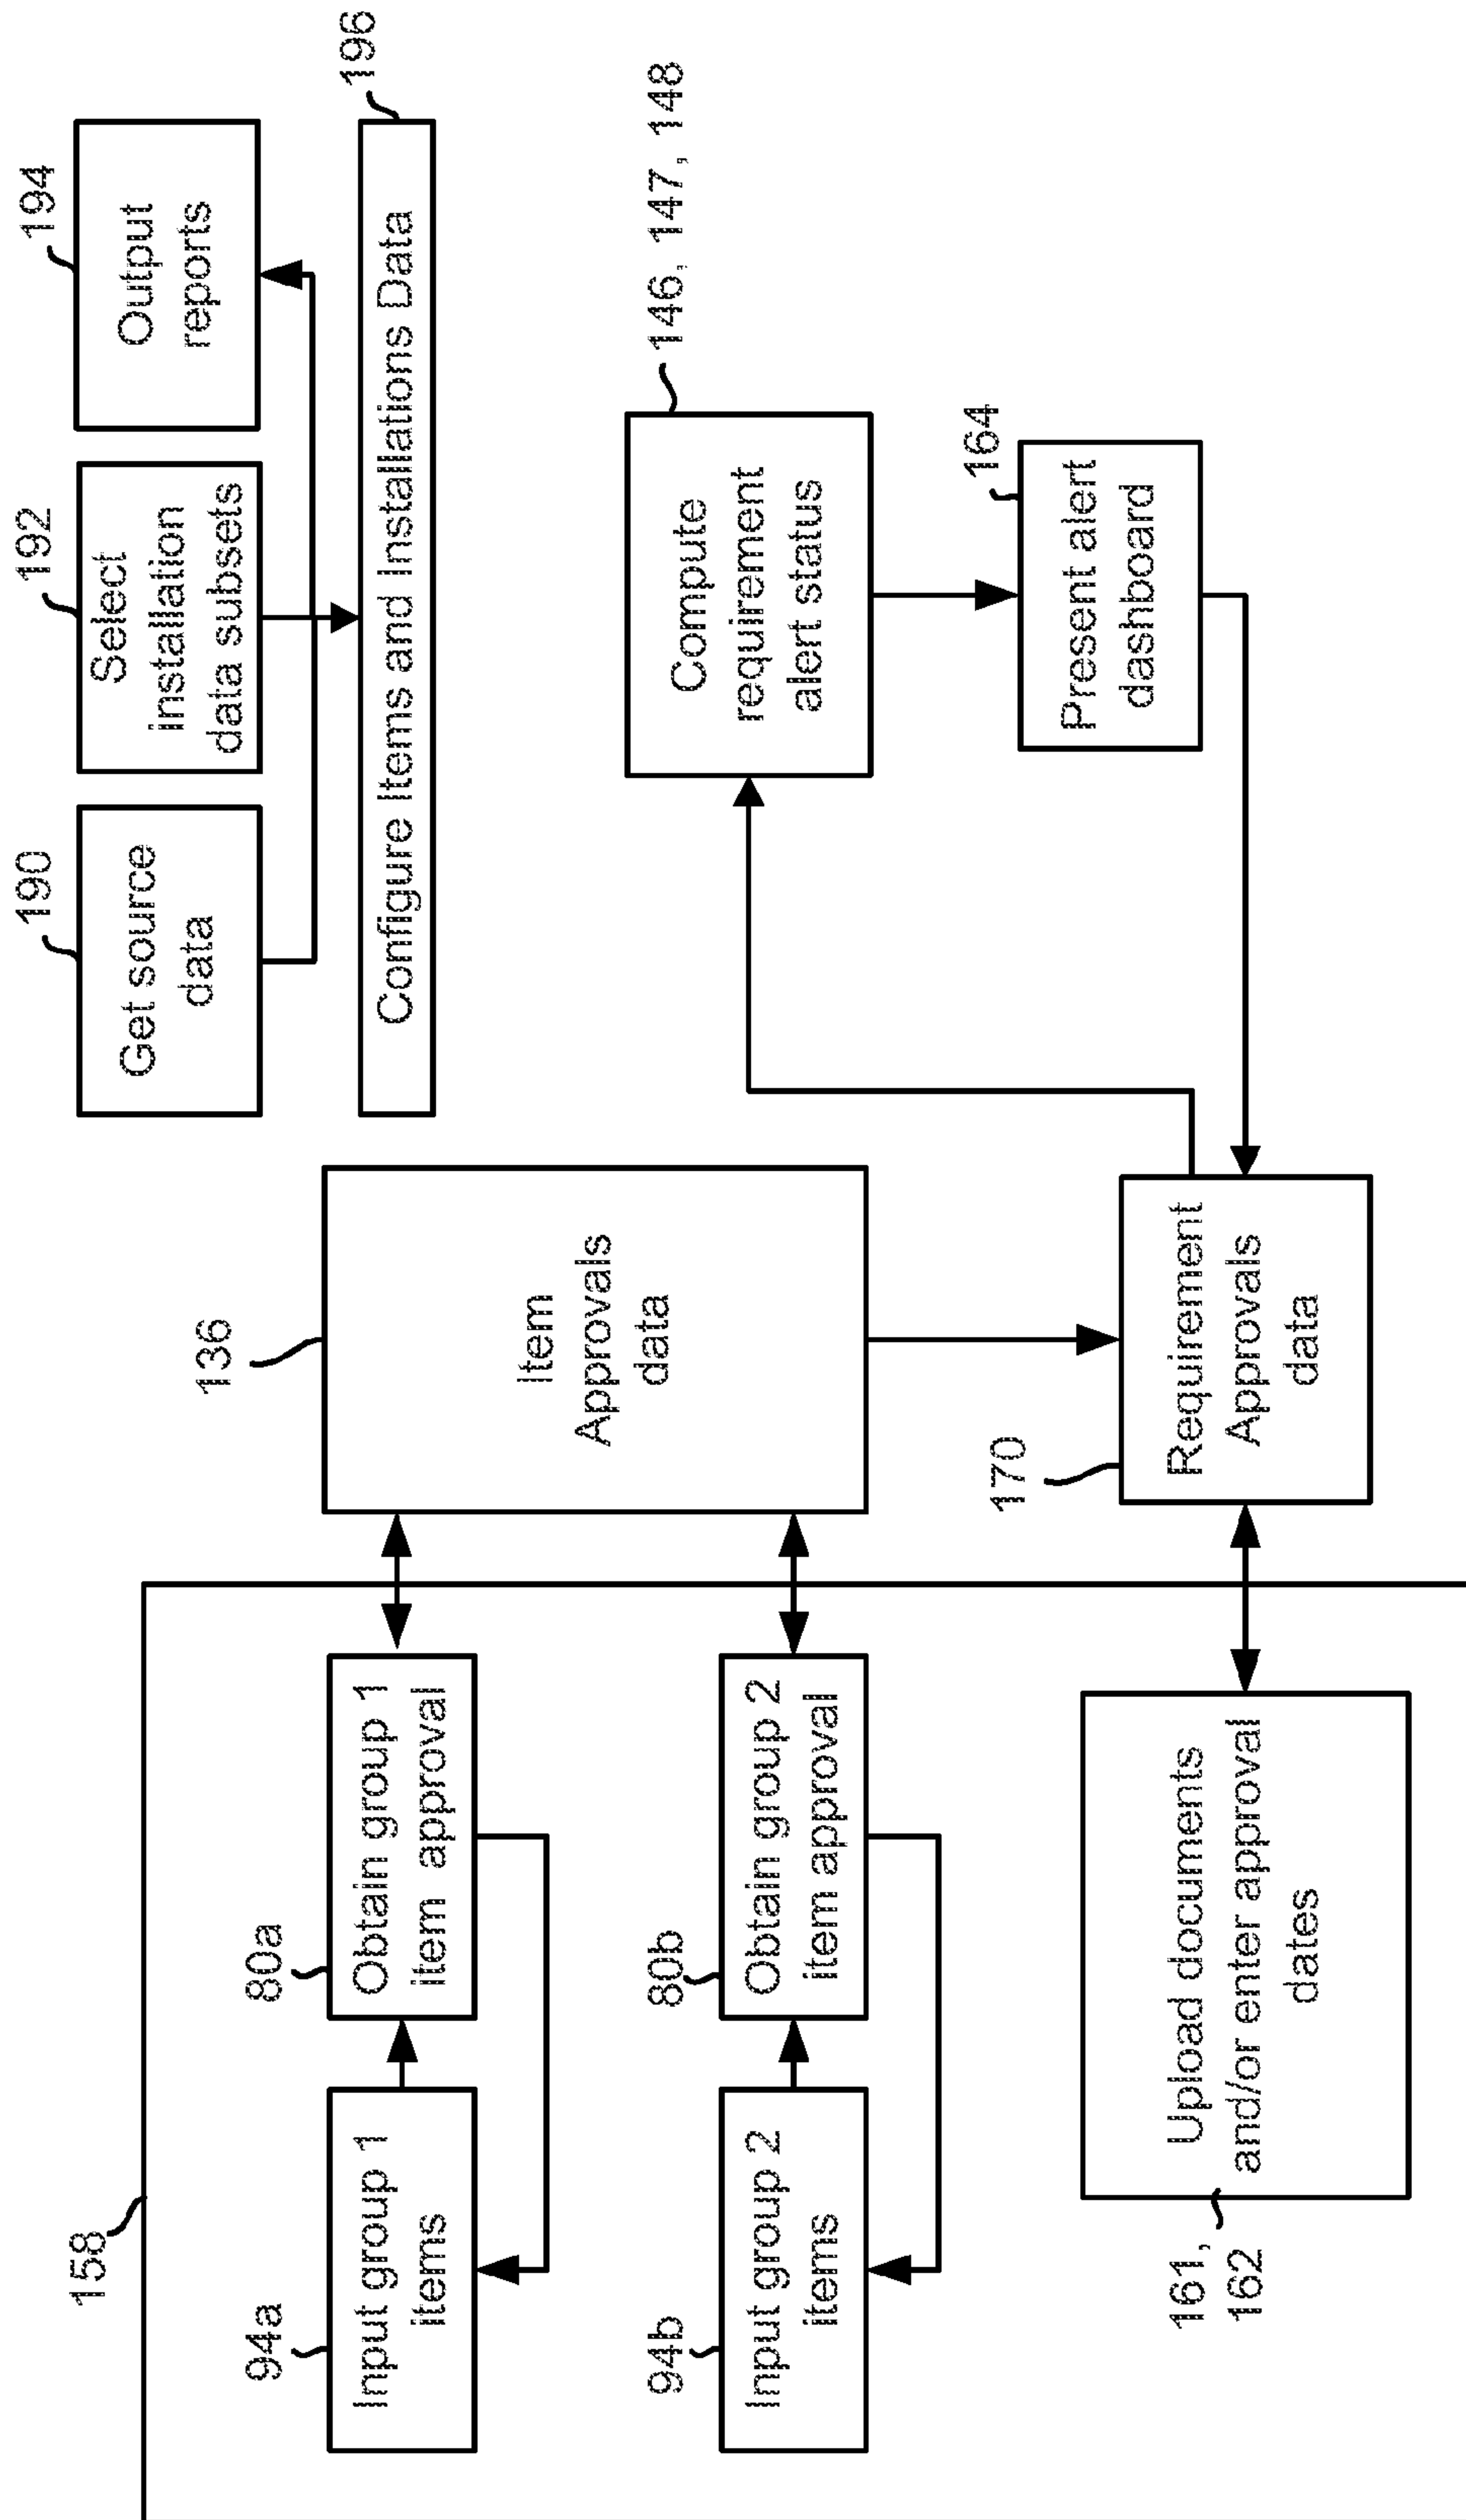 158
94a
Input group 1
items
80a
Obtain group 1
item approval
94b
Input group 2
items
80b
Obtain group 2
item approval
161,
162
Upload documents
and/or enter approval
dates
136
Item
Approvals
data
170
Requirement
Approvals
data
190
Get source
data
192
Select
installation
data subsets
194
Output
reports
196
Configure Items and Installations Data
146, 147, 148
Compute
requirement
alert status
164
Present alert
dashboard